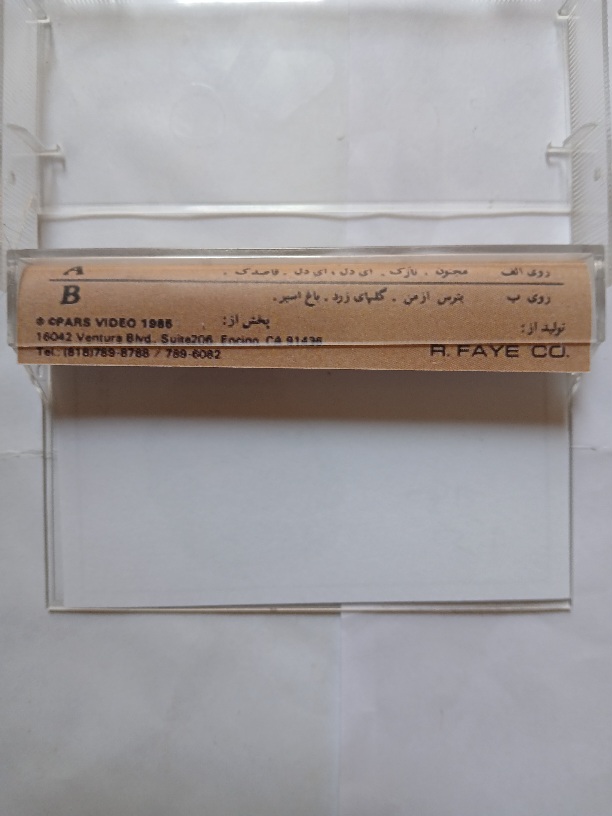 A مجنون . نازک . ای دل ، ای دل . قاصدک . روی الف
B بترس از من . گلهای زرد . باغ اسیر . روی ب
پخش از:
℗ ©PARS VIDEO 1985
16042 Ventura Blvd. Suite206, Encino, CA 91436
Tel: (818)789-8788 / 789-6082
تولید از:
R. FAYE CO.